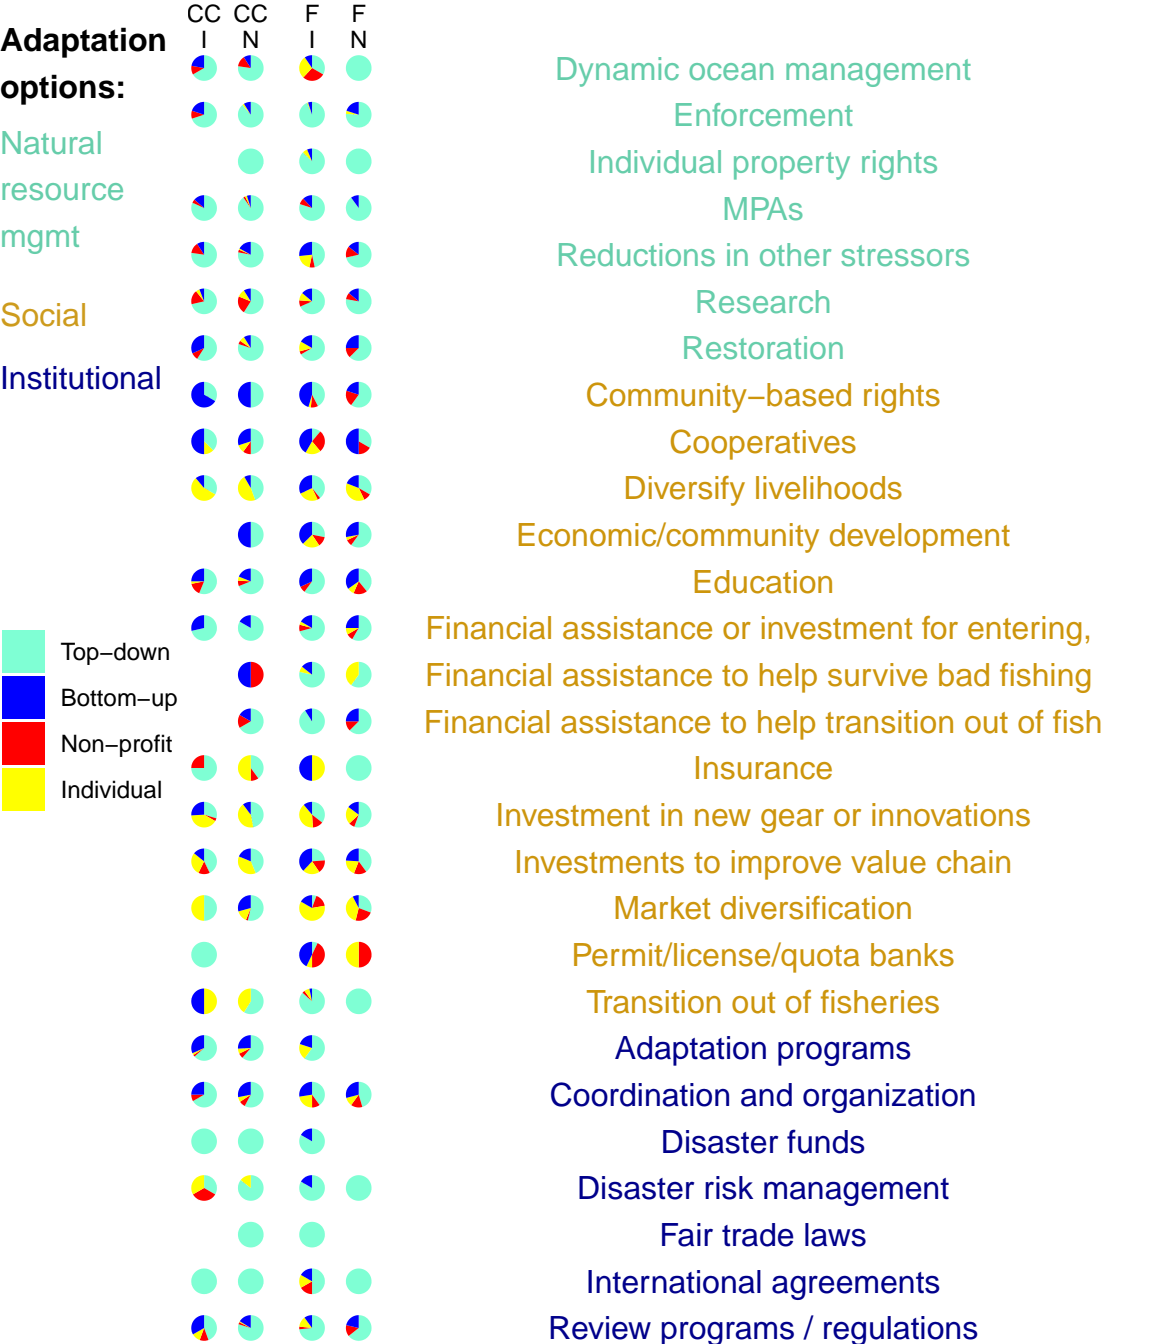 CC CC F F
I N I N
Adaptation
options:
Natural
resource
mgmt
Social
Institutional
Top−down
Bottom−up
Non−profit
Individual
Dynamic ocean management
Enforcement
Individual property rights
MPAs
Reductions in other stressors
Research
Restoration
Community−based rights
Cooperatives
Diversify livelihoods
Economic/community development
Education
Financial assistance or investment for entering,
Financial assistance to help survive bad fishing
Financial assistance to help transition out of fish
Insurance
Investment in new gear or innovations
Investments to improve value chain
Market diversification
Permit/license/quota banks
Transition out of fisheries
Adaptation programs
Coordination and organization
Disaster funds
Disaster risk management
Fair trade laws
International agreements
Review programs / regulations